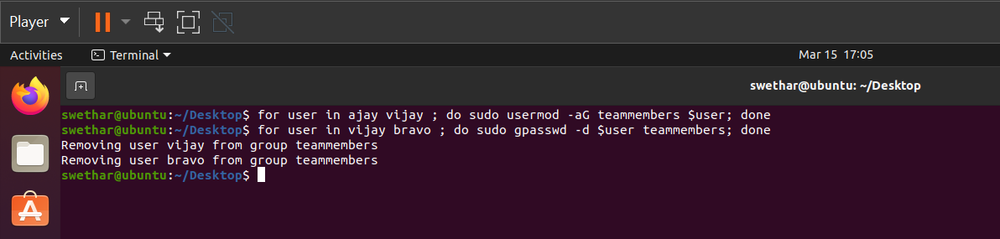 Player
Activities Terminal Mar 15 17:05
swethar@ubuntu: ~/Desktop
swethar@ubuntu:~/Desktop$ for user in ajay vijay ; do sudo usermod -aG teammembers $user; done
swethar@ubuntu:~/Desktop$ for user in vijay bravo ; do sudo gpasswd -d $user teammembers; done
Removing user vijay from group teammembers
Removing user bravo from group teammembers
swethar@ubuntu:~/Desktop$